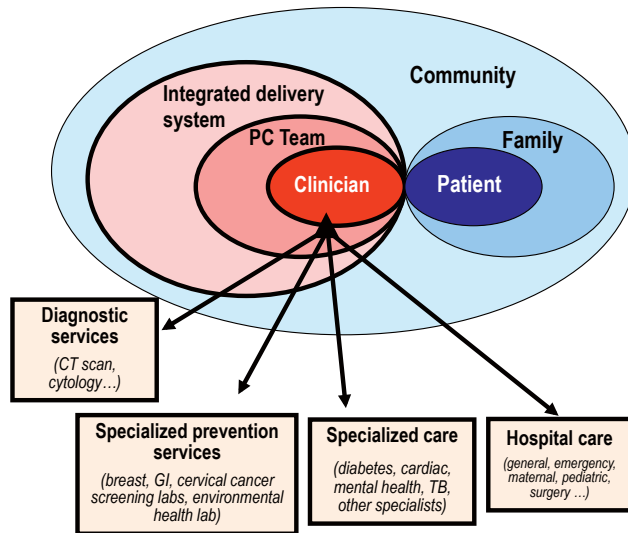 Community
Integrated delivery
system
PC Team
Family
Clinician
Patient
Diagnostic
services
(CT scan,
cytology…)
Specialized prevention
services
(breast, GI, cervical cancer
screening labs, environmental
health lab)
Specialized care
(diabetes, cardiac,
mental health, TB,
other specialists)
Hospital care
(general, emergency,
maternal, pediatric,
surgery …)